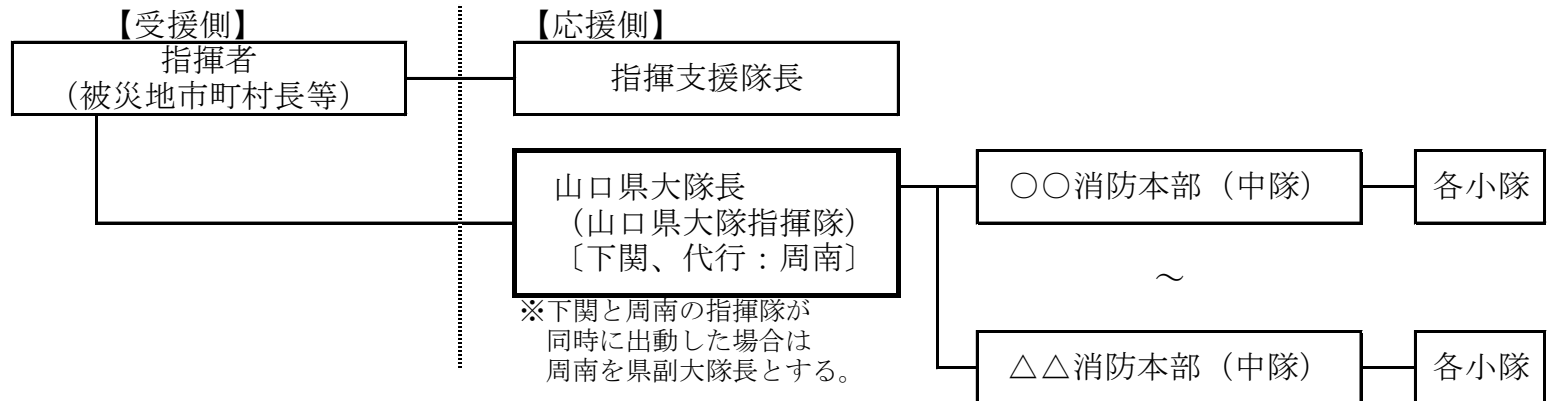 【受援側】
【応援側】
指揮者
(被災地市町村長等)
指揮支援隊長
山口県大隊長
(山口県大隊指揮隊)
〔下関、代行：周南〕
○○消防本部（中隊）
各小隊
～
※下関と周南の指揮隊が
同時に出動した場合は
周南を県副大隊長とする。
△△消防本部（中隊）
各小隊